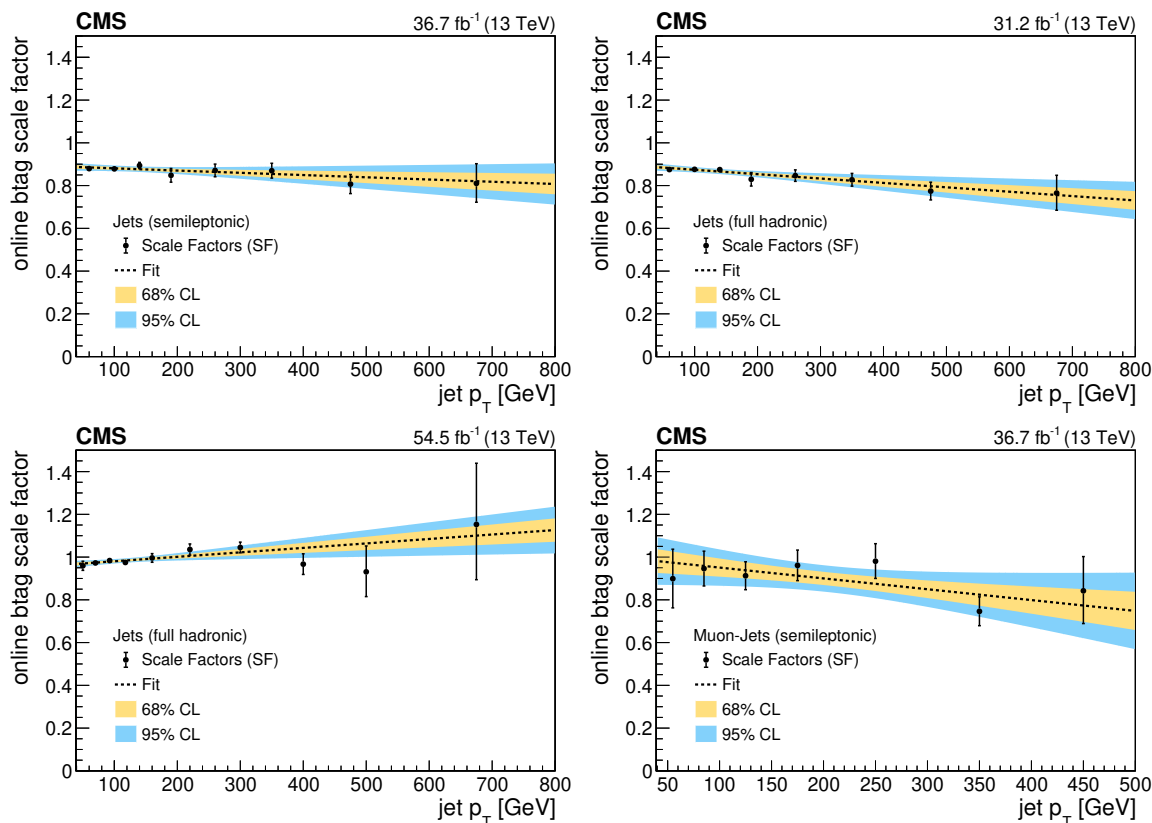 CMS 36.7 fb⁻¹ (13 TeV)
online btag scale factor
1.4
1.2
1
0.8
0.6
0.4
0.2
0
Jets (semileptonic)
Scale Factors (SF)
Fit
68% CL
95% CL
100 200 300 400 500 600 700 800
jet p_T [GeV]
CMS 31.2 fb⁻¹ (13 TeV)
online btag scale factor
1.4
1.2
1
0.8
0.6
0.4
0.2
0
Jets (full hadronic)
Scale Factors (SF)
Fit
68% CL
95% CL
100 200 300 400 500 600 700 800
jet p_T [GeV]
CMS 54.5 fb⁻¹ (13 TeV)
online btag scale factor
1.4
1.2
1
0.8
0.6
0.4
0.2
0
Jets (full hadronic)
Scale Factors (SF)
Fit
68% CL
95% CL
100 200 300 400 500 600 700 800
jet p_T [GeV]
CMS 36.7 fb⁻¹ (13 TeV)
online btag scale factor
1.4
1.2
1
0.8
0.6
0.4
0.2
0
Muon-Jets (semileptonic)
Scale Factors (SF)
Fit
68% CL
95% CL
50 100 150 200 250 300 350 400 450 500
jet p_T [GeV]